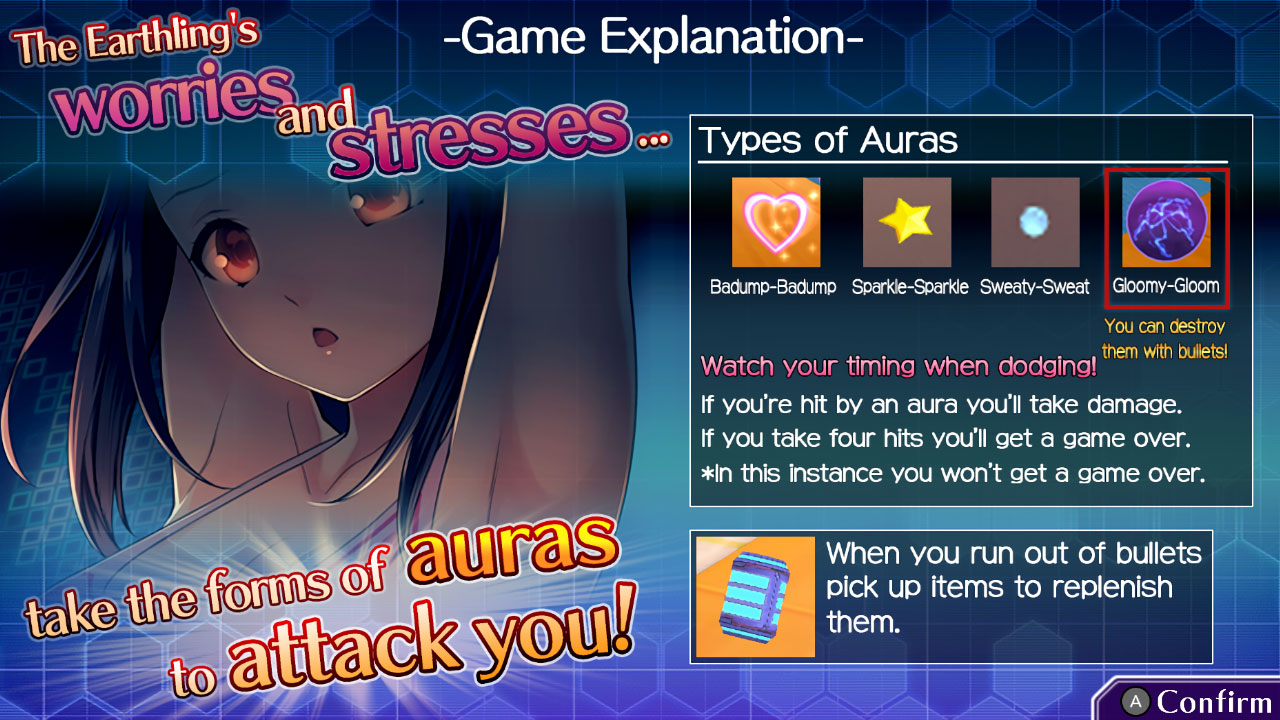 -Game Explanation-
The Earthling's
worries
and
stresses...
take the forms of auras
to attack you!
Types of Auras
Badump-Badump
Sparkle-Sparkle
Sweaty-Sweat
Gloomy-Gloom
You can destroy
them with bullets!
Watch your timing when dodging!
If you're hit by an aura you'll take damage.
If you take four hits you'll get a game over.
*In this instance you won't get a game over.
When you run out of bullets
pick up items to replenish
them.
A Confirm